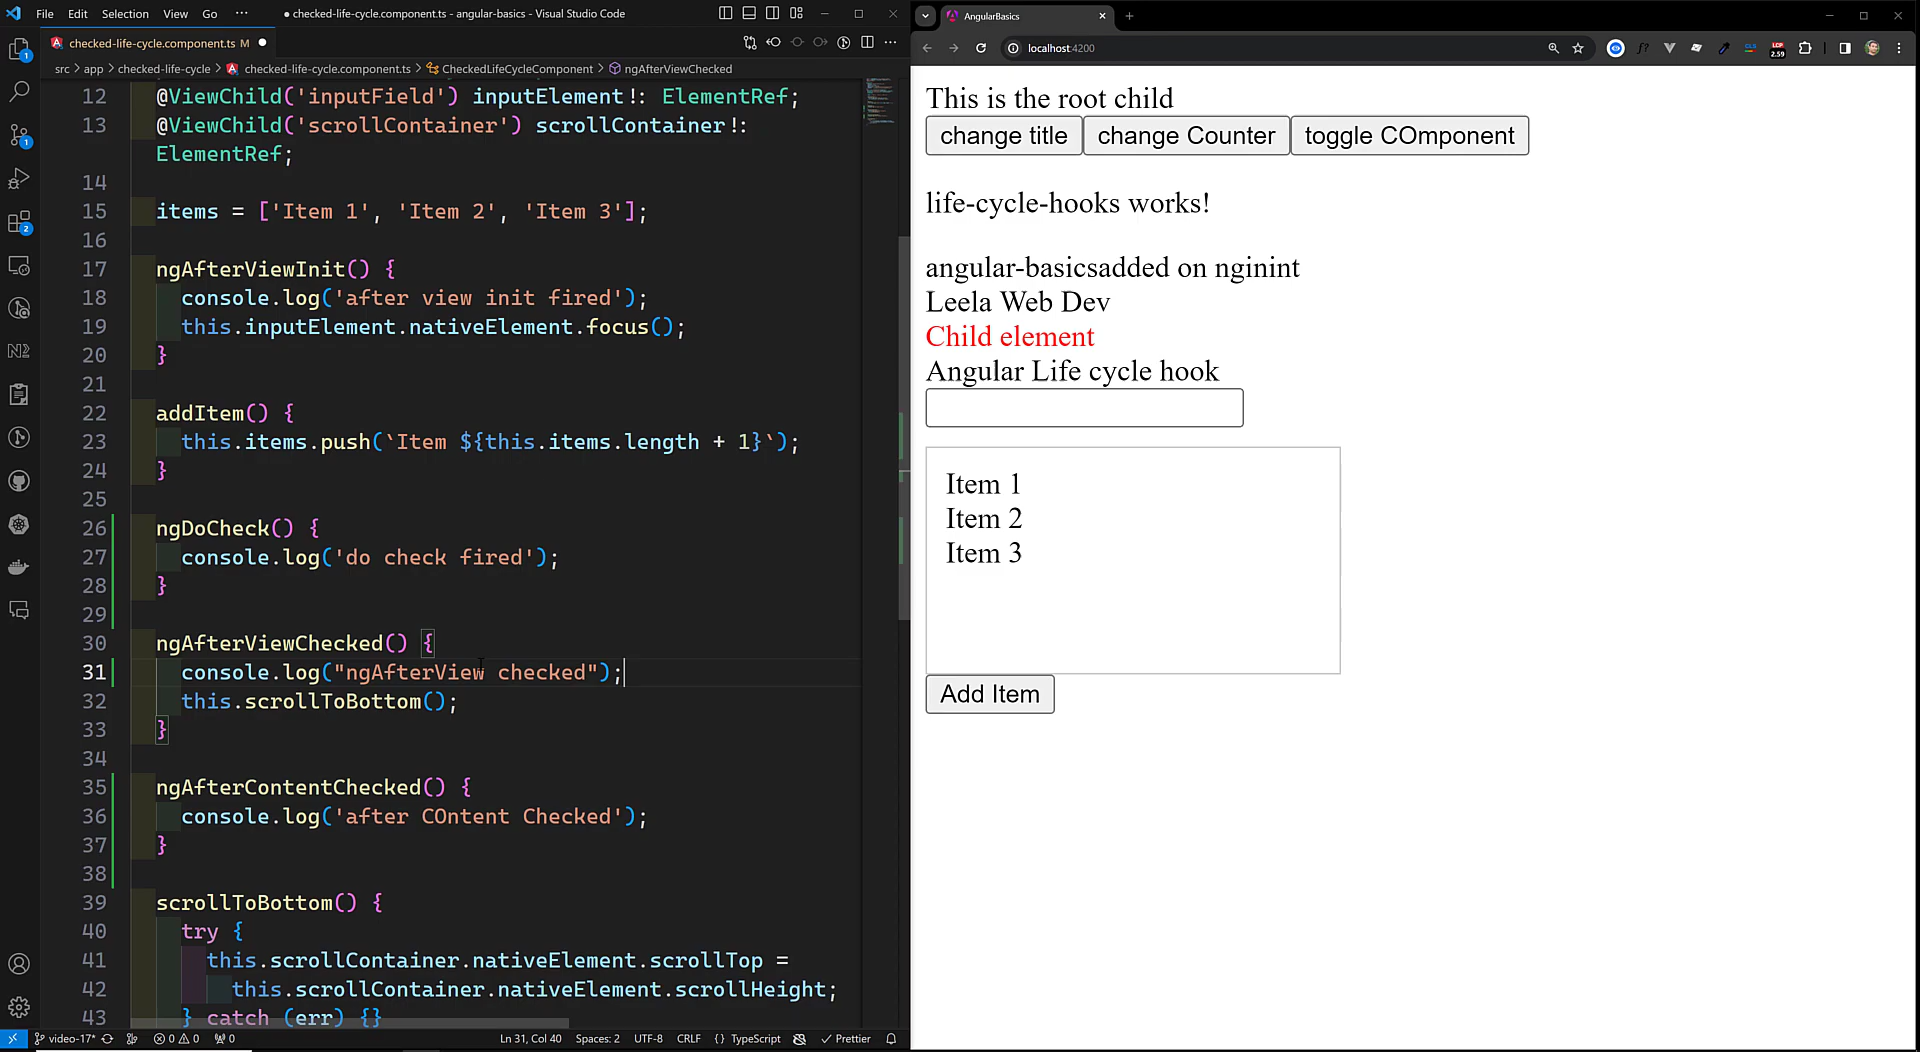 File Edit Selection View Go ··· ● checked-life-cycle.component.ts - angular-basics - Visual Studio Code
checked-life-cycle.component.ts M ●
src > app > checked-life-cycle > checked-life-cycle.component.ts > CheckedLifeCycleComponent > ngAfterViewChecked
12 @ViewChild('inputField') inputElement!: ElementRef;
13 @ViewChild('scrollContainer') scrollContainer!:
ElementRef;
14
15 items = ['Item 1', 'Item 2', 'Item 3'];
16
17 ngAfterViewInit() {
18 console.log('after view init fired');
19 this.inputElement.nativeElement.focus();
20 }
21
22 addItem() {
23 this.items.push(`Item ${this.items.length + 1}`);
24 }
25
26 ngDoCheck() {
27 console.log('do check fired');
28 }
29
30 ngAfterViewChecked() {
31 console.log("ngAfterView checked");
32 this.scrollToBottom();
33 }
34
35 ngAfterContentChecked() {
36 console.log('after COntent Checked');
37 }
38
39 scrollToBottom() {
40 try {
41 this.scrollContainer.nativeElement.scrollTop =
42 this.scrollContainer.nativeElement.scrollHeight;
43 } catch (err) {}
video-17* 0 0 0 Ln 31, Col 40 Spaces: 2 UTF-8 CRLF {} TypeScript Prettier
AngularBasics
localhost:4200
This is the root child
change title change Counter toggle COmponent
life-cycle-hooks works!
angular-basicsadded on nginint
Leela Web Dev
Child element
Angular Life cycle hook
Item 1
Item 2
Item 3
Add Item